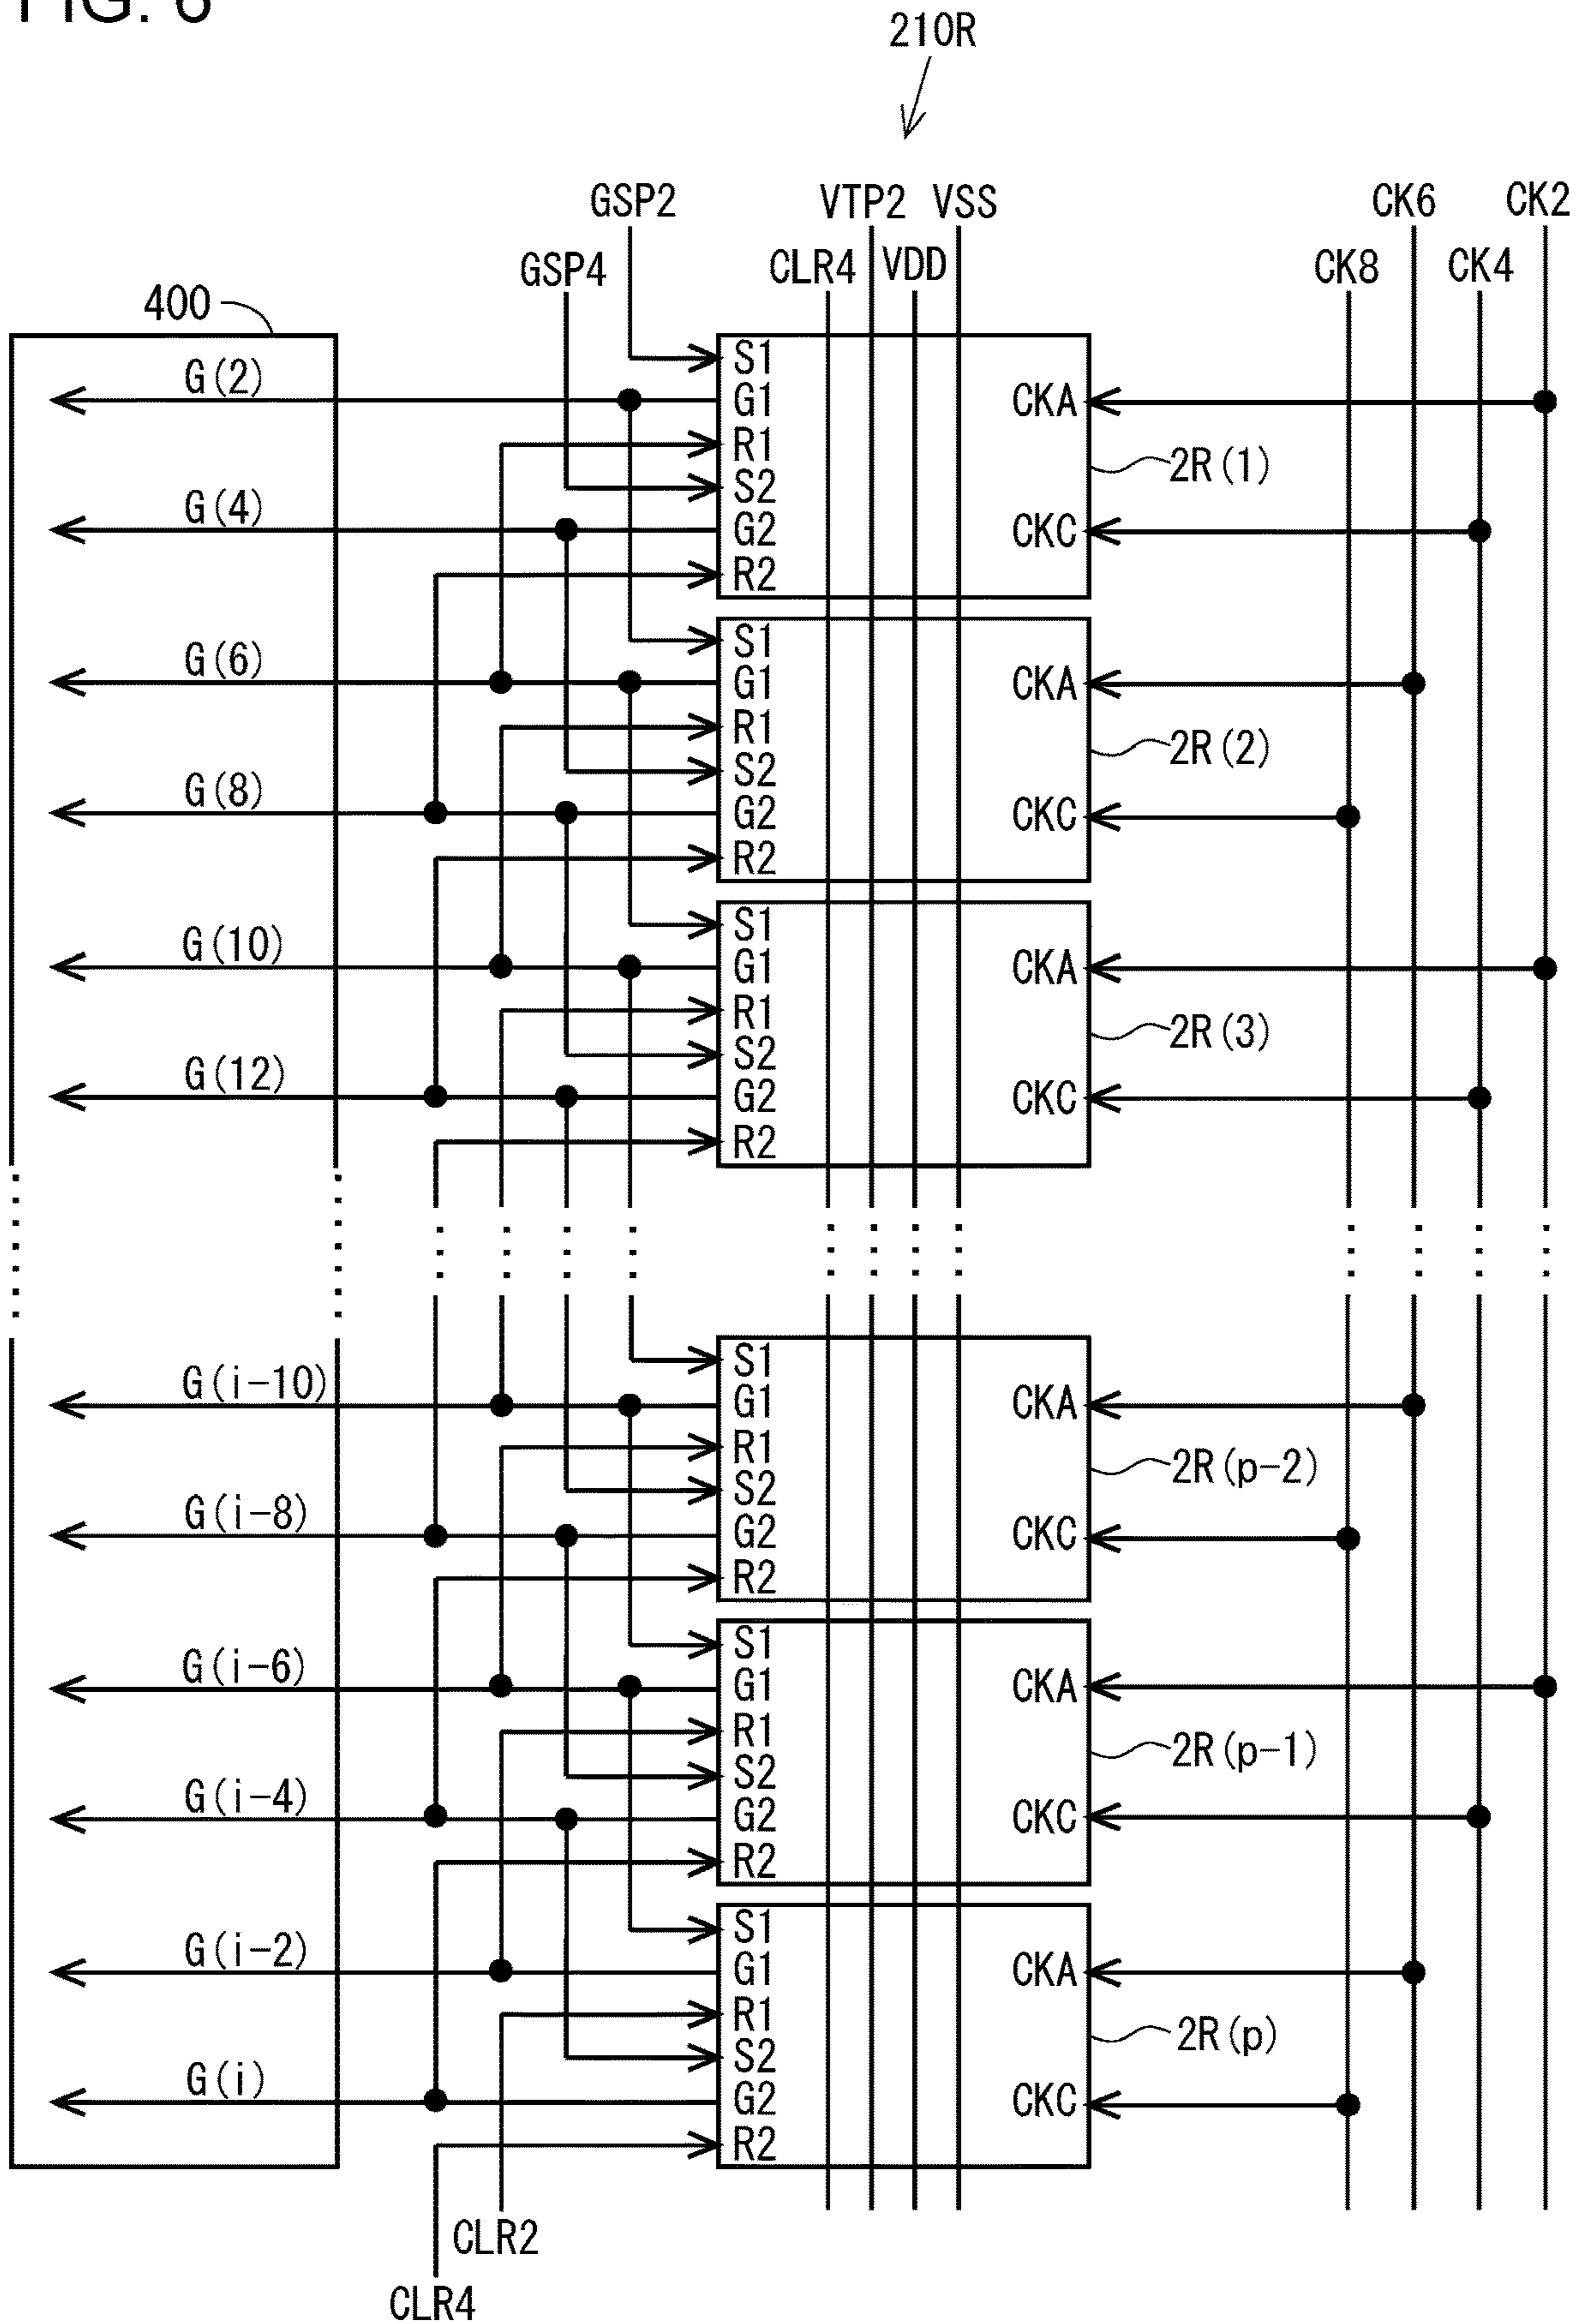 FIG. 6
210R
GSP2 VTP2 VSS CK6 CK2
GSP4 CLR4 VDD CK8 CK4
400
S1
G(2) G1 CKA
R1
2R(1)
S2
G(4) G2 CKC
R2
S1
G(6) G1 CKA
R1
2R(2)
S2
G(8) G2 CKC
R2
S1
G(10) G1 CKA
R1
2R(3)
S2
G(12) G2 CKC
R2
S1
G(i-10) G1 CKA
R1
2R(p-2)
S2
G(i-8) G2 CKC
R2
S1
G(i-6) G1 CKA
R1
2R(p-1)
S2
G(i-4) G2 CKC
R2
S1
G(i-2) G1 CKA
R1
2R(p)
S2
G(i) G2 CKC
R2
CLR2
CLR4